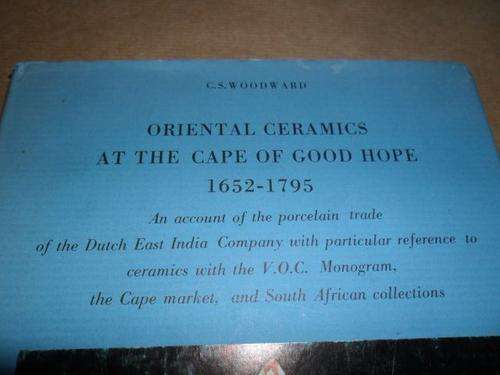 C.S.WOODWARD
ORIENTAL CERAMICS
AT THE CAPE OF GOOD HOPE
1652-1795
An account of the porcelain trade
of the Dutch East India Company with particular reference to
ceramics with the V.O.C. Monogram,
the Cape market, and South African collections